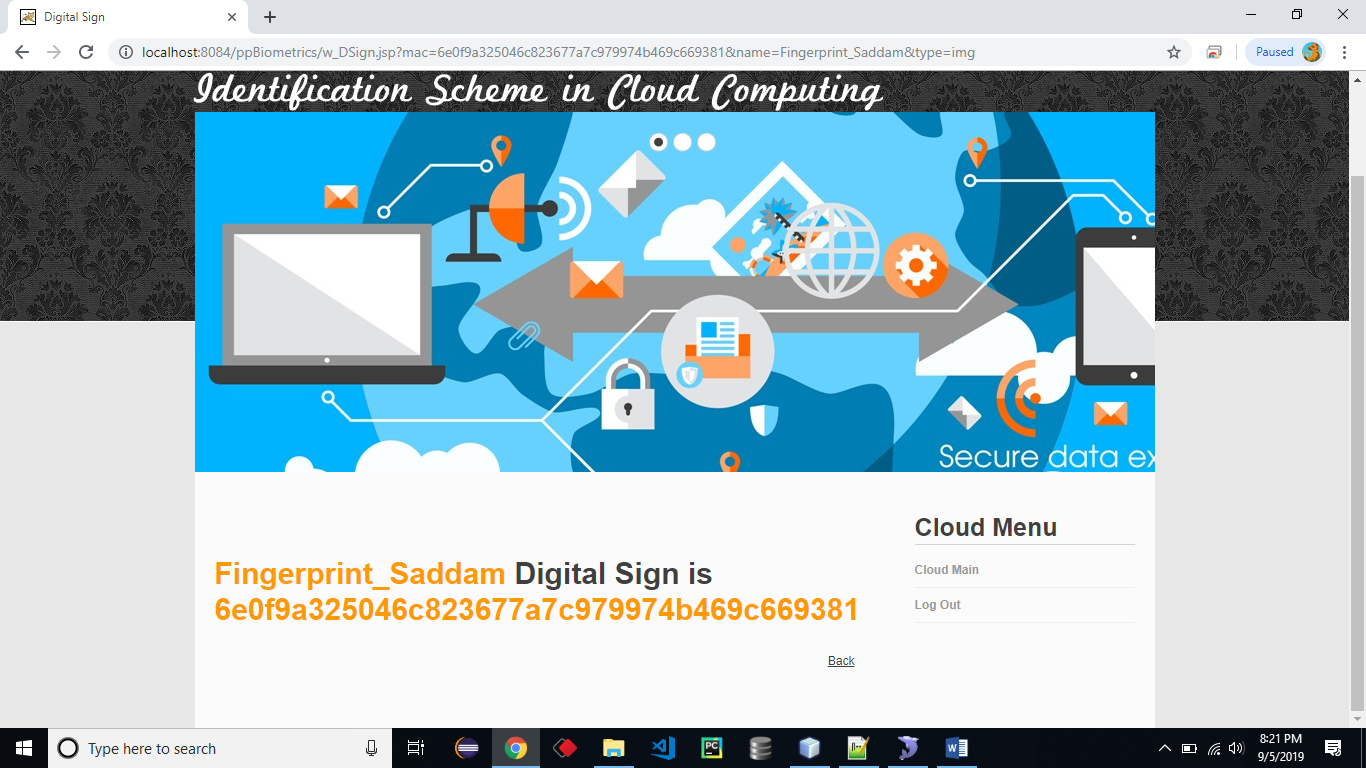 Digital Sign
localhost:8084/ppBiometrics/w_DSign.jsp?mac=6e0f9a325046c823677a7c979974b469c669381&name=Fingerprint_Saddam&type=img
Paused
Identification Scheme in Cloud Computing
Secure data ex
Cloud Menu
Cloud Main
Log Out
Fingerprint_Saddam Digital Sign is
6e0f9a325046c823677a7c979974b469c669381
Back
Type here to search
PC
8:21 PM
9/5/2019